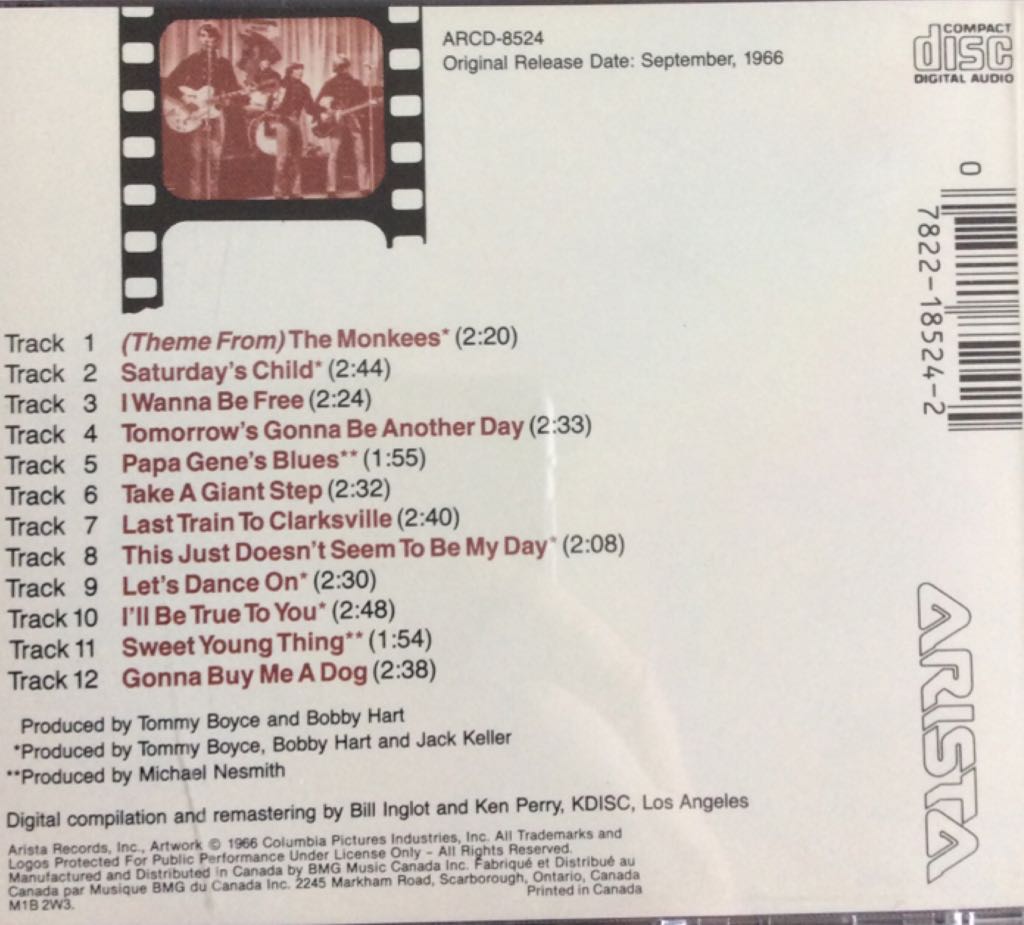 ARCD-8524
Original Release Date: September, 1966
COMPACT
disc
DIGITAL AUDIO
0
7822-18524-2
Track 1 (Theme From) The Monkees* (2:20)
Track 2 Saturday's Child* (2:44)
Track 3 I Wanna Be Free (2:24)
Track 4 Tomorrow's Gonna Be Another Day (2:33)
Track 5 Papa Gene's Blues** (1:55)
Track 6 Take A Giant Step (2:32)
Track 7 Last Train To Clarksville (2:40)
Track 8 This Just Doesn't Seem To Be My Day* (2:08)
Track 9 Let's Dance On* (2:30)
Track 10 I'll Be True To You* (2:48)
Track 11 Sweet Young Thing** (1:54)
Track 12 Gonna Buy Me A Dog (2:38)
Produced by Tommy Boyce and Bobby Hart
*Produced by Tommy Boyce, Bobby Hart and Jack Keller
**Produced by Michael Nesmith
Digital compilation and remastering by Bill Inglot and Ken Perry, KDISC, Los Angeles
Arista Records, Inc., Artwork © 1966 Columbia Pictures Industries, Inc. All Trademarks and
Logos Protected For Public Performance Under License Only – All Rights Reserved.
Manufactured and Distributed in Canada by BMG Music Canada Inc. Fabriqué et Distribué au
Canada par Musique BMG du Canada Inc. 2245 Markham Road, Scarborough, Ontario, Canada
M1B 2W3. Printed in Canada
ARISTA